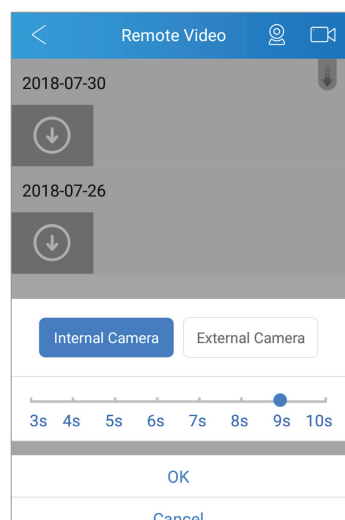 Remote Video
2018-07-30
2018-07-26
Internal Camera External Camera
3s 4s 5s 6s 7s 8s 9s 10s
OK
Cancel